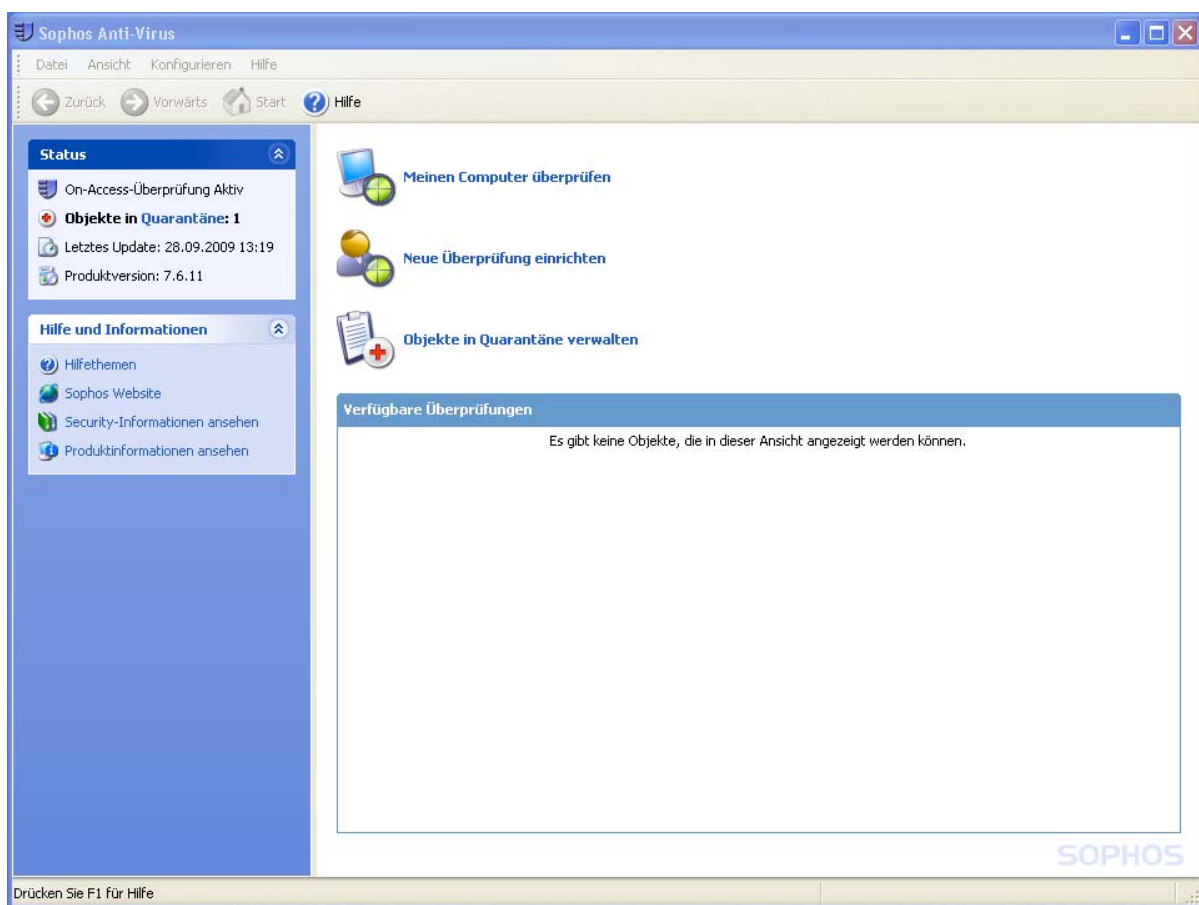 Sophos Anti-Virus
Datei Ansicht Konfigurieren Hilfe
Zurück Vorwärts Start Hilfe
Status
On-Access-Überprüfung Aktiv
Objekte in Quarantäne: 1
Letztes Update: 28.09.2009 13:19
Produktversion: 7.6.11
Hilfe und Informationen
Hilfethemen
Sophos Website
Security-Informationen ansehen
Produktinformationen ansehen
Meinen Computer überprüfen
Neue Überprüfung einrichten
Objekte in Quarantäne verwalten
Verfügbare Überprüfungen
Es gibt keine Objekte, die in dieser Ansicht angezeigt werden können.
SOPHOS
Drücken Sie F1 für Hilfe